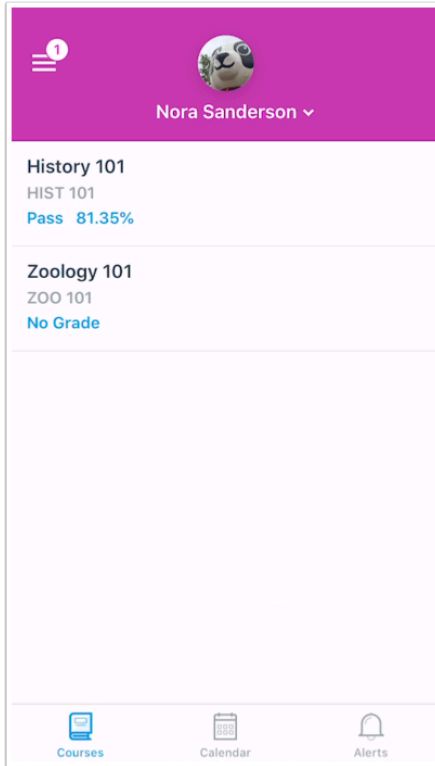 1
Nora Sanderson
History 101
HIST 101
Pass 81.35%
Zoology 101
ZOO 101
No Grade
Courses
Calendar
Alerts